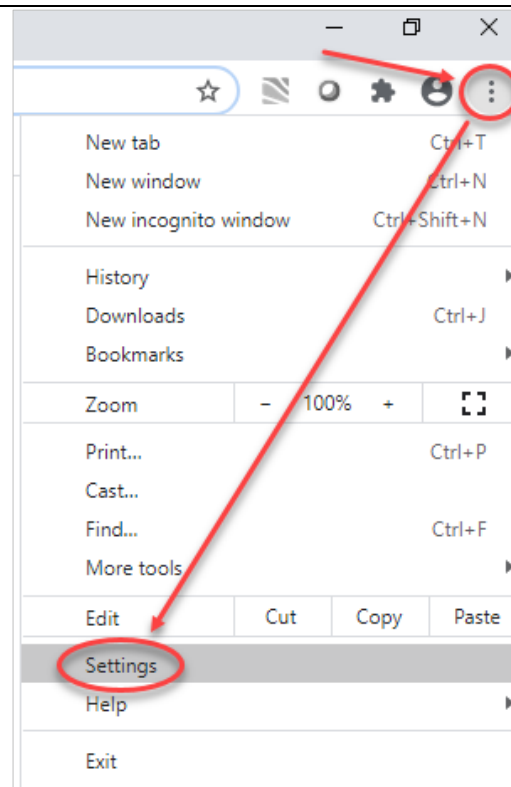 New tab Ctrl+T
New window Ctrl+N
New incognito window Ctrl+Shift+N
History
Downloads Ctrl+J
Bookmarks
Zoom - 100% +
Print... Ctrl+P
Cast...
Find... Ctrl+F
More tools
Edit Cut Copy Paste
Settings
Help
Exit